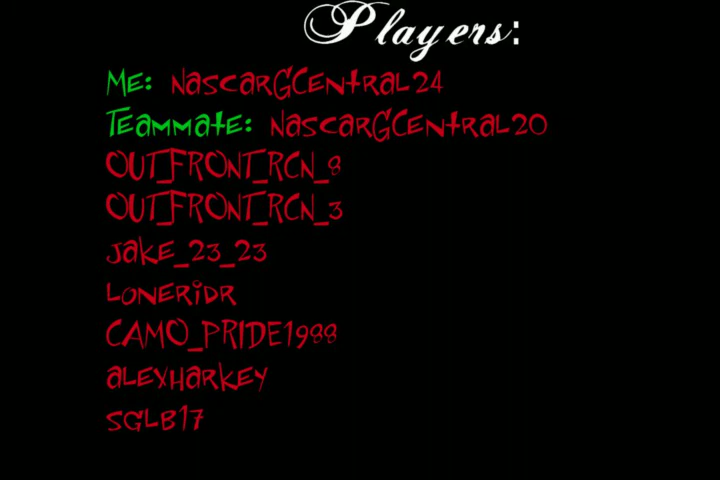 Players:
Me: NascarGCentral24
Teammate: NascarGCentral20
OUT_FRONT_RCN_8
OUT_FRONT_RCN_3
Jake_23_23
Loneridr
CAMO_PRIDE1988
alexharkey
SGLB17